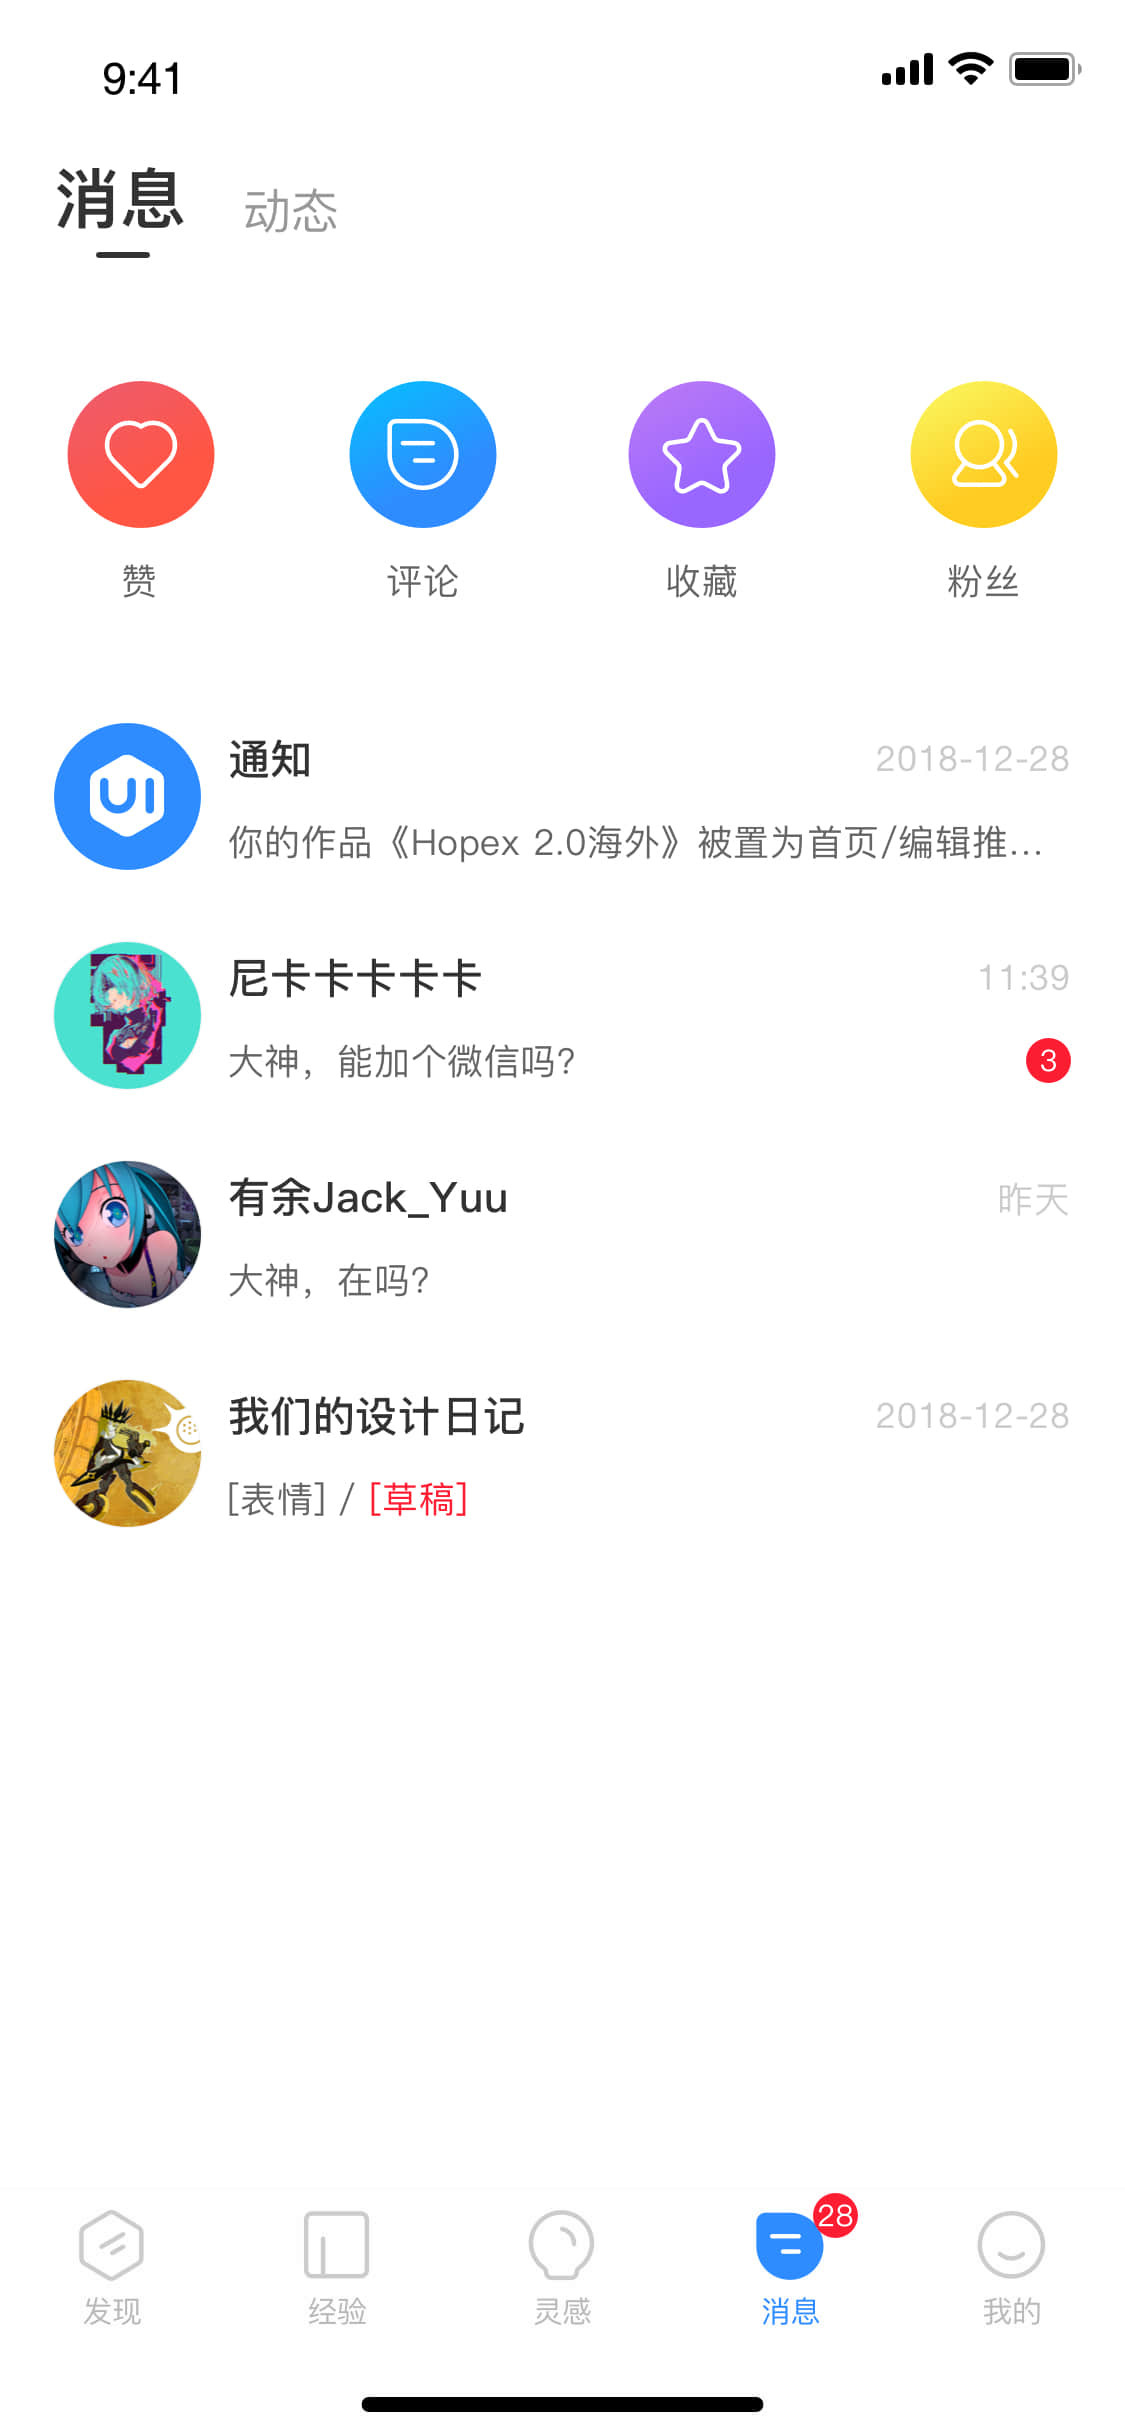 9:41
消息 动态
赞 评论 收藏 粉丝
UI
通知 2018-12-28
你的作品《Hopex 2.0海外》被置为首页/编辑推...
尼卡卡卡卡卡 11:39
大神，能加个微信吗? 3
有余Jack_Yuu 昨天
大神，在吗?
我们的设计日记 2018-12-28
[表情] / [草稿]
28
发现 经验 灵感 消息 我的